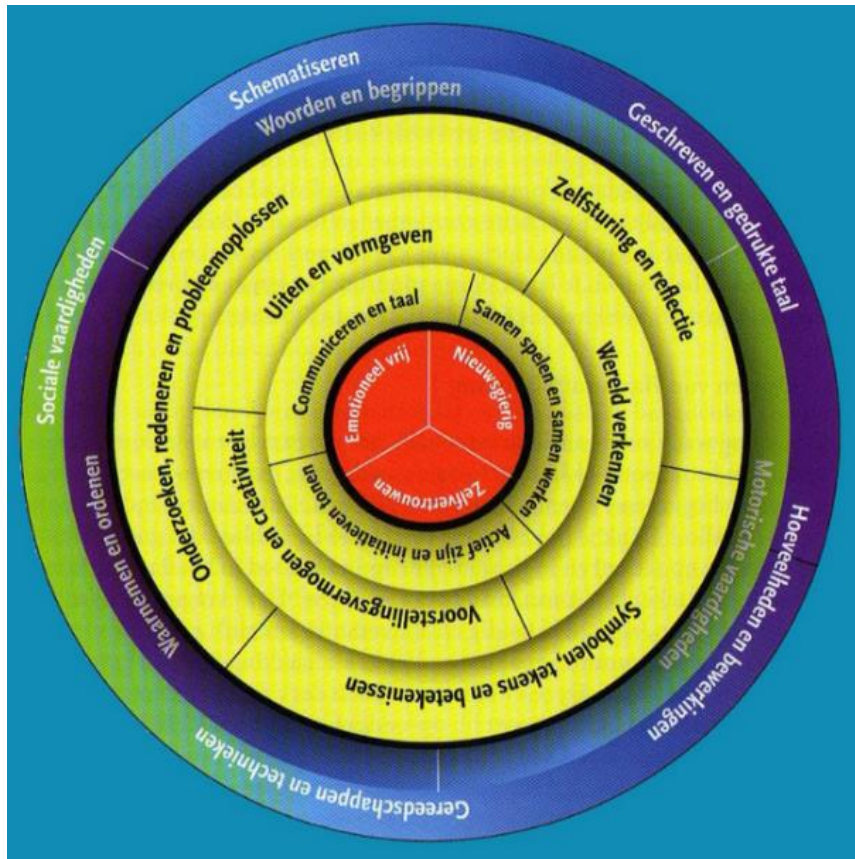 Schematiseren
Geschreven en gedrukte taal
Hoeveelheden en bewerkingen
Gereedschappen en technieken
Sociale vaardigheden
Woorden en begrippen
Motorische vaardigheden
Waarnemen en ordenen
Zelfsturing en reflectie
Symbolen, tekens en betekenissen
Onderzoeken, redeneren en probleemoplossen
Uiten en vormgeven
Wereld verkennen
Voorstellingsvermogen en creativiteit
Communiceren en taal
Samen spelen en samen werken
Actief zijn en initiatieven tonen
Emotioneel vrij
Nieuwsgierig
Zelfvertrouwen